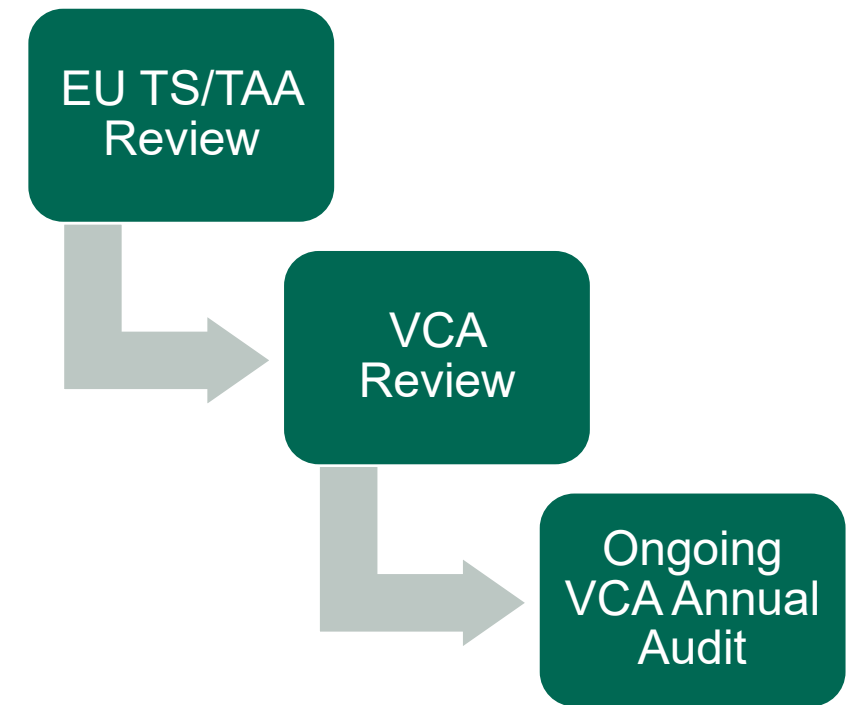 EU TS/TAA
Review
VCA
Review
Ongoing
VCA Annual
Audit